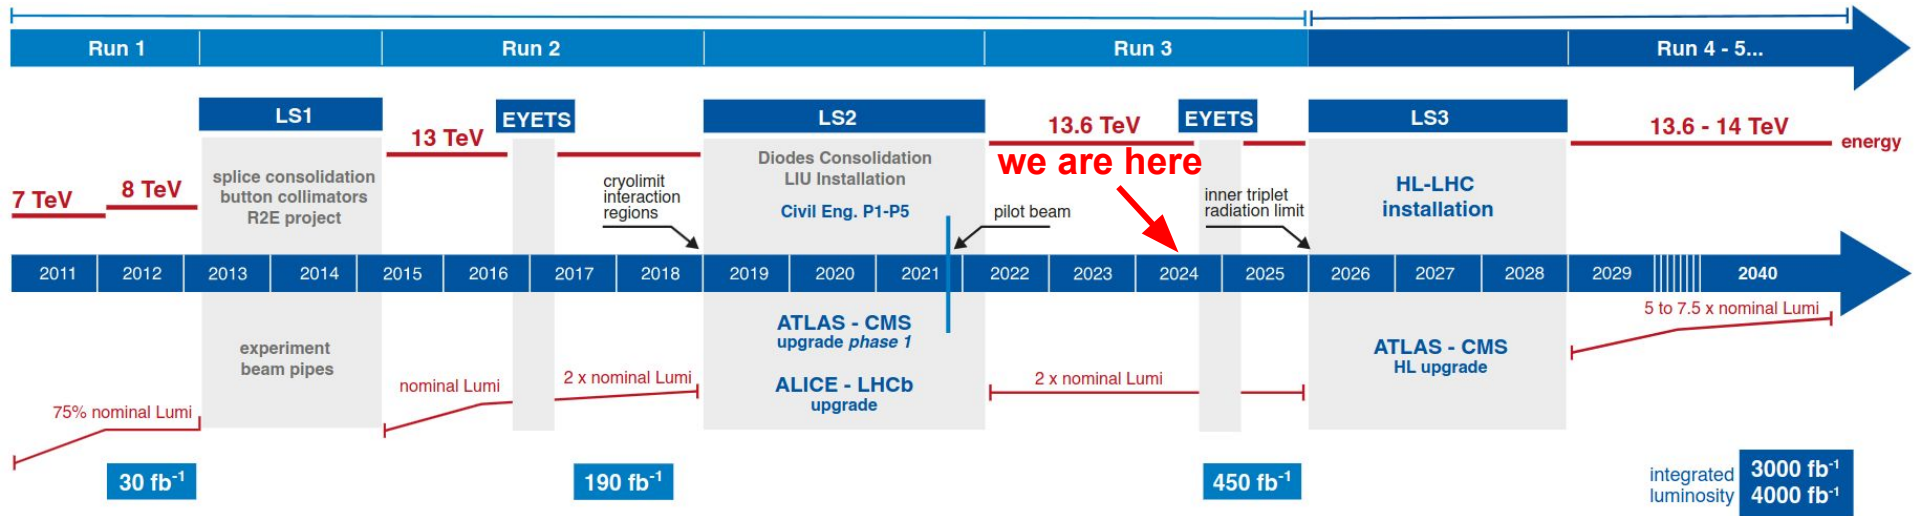 Run 1
Run 2
Run 3
Run 4 - 5...
LS1
EYETS
LS2
EYETS
LS3
13 TeV
13.6 TeV
13.6 - 14 TeV
energy
7 TeV
8 TeV
splice consolidation
button collimators
R2E project
cryolimit
interaction
regions
Diodes Consolidation
LIU Installation
Civil Eng. P1-P5
we are here
pilot beam
inner triplet
radiation limit
HL-LHC
installation
2011
2012
2013
2014
2015
2016
2017
2018
2019
2020
2021
2022
2023
2024
2025
2026
2027
2028
2029
2040
experiment
beam pipes
ATLAS - CMS
upgrade phase 1
ALICE - LHCb
upgrade
ATLAS - CMS
HL upgrade
5 to 7.5 x nominal Lumi
75% nominal Lumi
nominal Lumi
2 x nominal Lumi
2 x nominal Lumi
30 fb⁻¹
190 fb⁻¹
450 fb⁻¹
integrated
luminosity
3000 fb⁻¹
4000 fb⁻¹